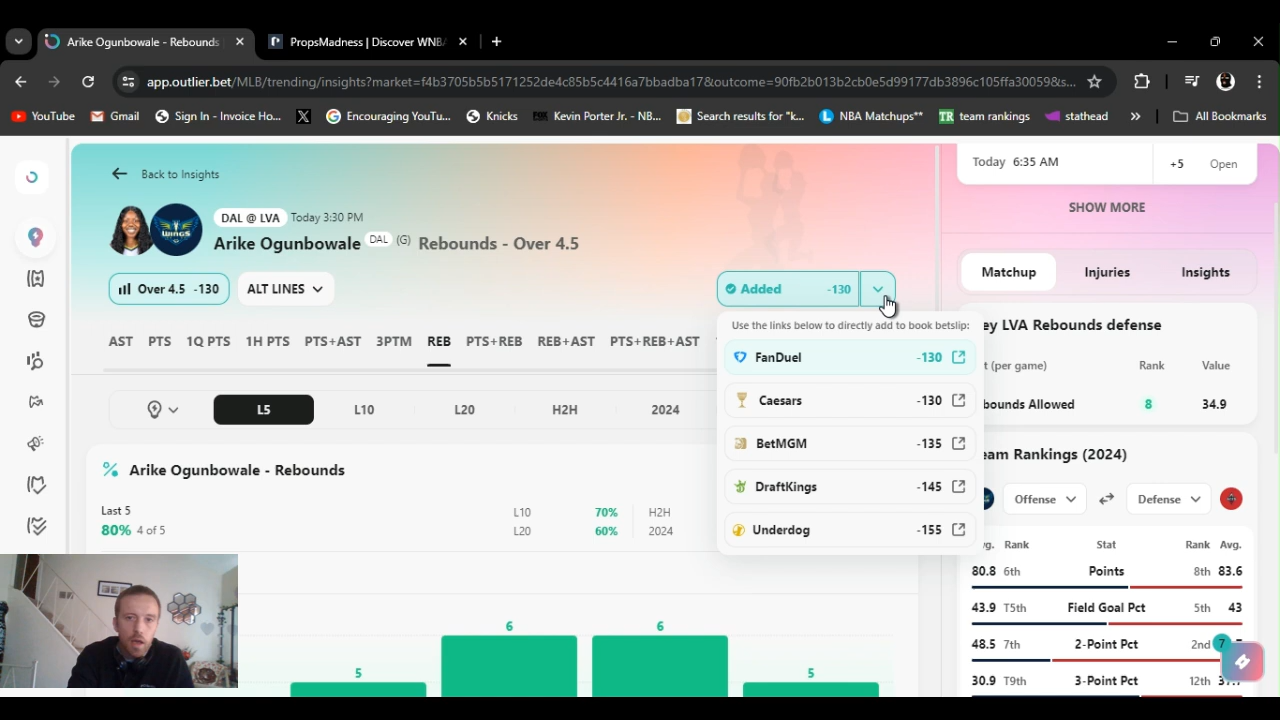 Arike Ogunbowale - Rebounds
PropsMadness | Discover WNB
app.outlier.bet/MLB/trending/insights?market=f4b3705b5b5171252de4c85b5c4416a7bbadba17&outcome=90fb2b013b2cb0e5d99177db3896c105ffa30059&s...
YouTube Gmail Sign In - Invoice Ho... Encouraging YouTu... Knicks Kevin Porter Jr. - NB... Search results for "k... NBA Matchups** TR team rankings stathead » All Bookmarks
Back to Insights
DAL @ LVA Today 3:30 PM
Arike Ogunbowale DAL (G) Rebounds - Over 4.5
Over 4.5 -130 ALT LINES
Added -130
Use the links below to directly add to book betslip:
FanDuel -130
Caesars -130
BetMGM -135
DraftKings -145
Underdog -155
AST PTS 1Q PTS 1H PTS PTS+AST 3PTM REB PTS+REB REB+AST PTS+REB+AST
L5 L10 L20 H2H 2024
% Arike Ogunbowale - Rebounds
Last 5
80% 4 of 5
L10 70% H2H
L20 60% 2024
5 6 6 5
Today 6:35 AM +5 Open
SHOW MORE
Matchup Injuries Insights
ey LVA Rebounds defense
t (per game) Rank Value
bounds Allowed 8 34.9
eam Rankings (2024)
Offense Defense
g. Rank Stat Rank Avg.
80.8 6th Points 8th 83.6
43.9 T5th Field Goal Pct 5th 43
48.5 7th 2-Point Pct 2nd 7
30.9 T9th 3-Point Pct 12th